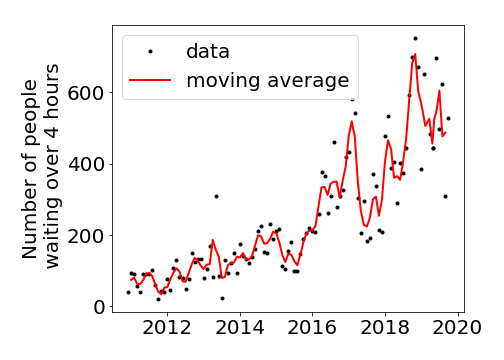 data
moving average
Number of people
waiting over 4 hours
600
400
200
0
2012 2014 2016 2018 2020